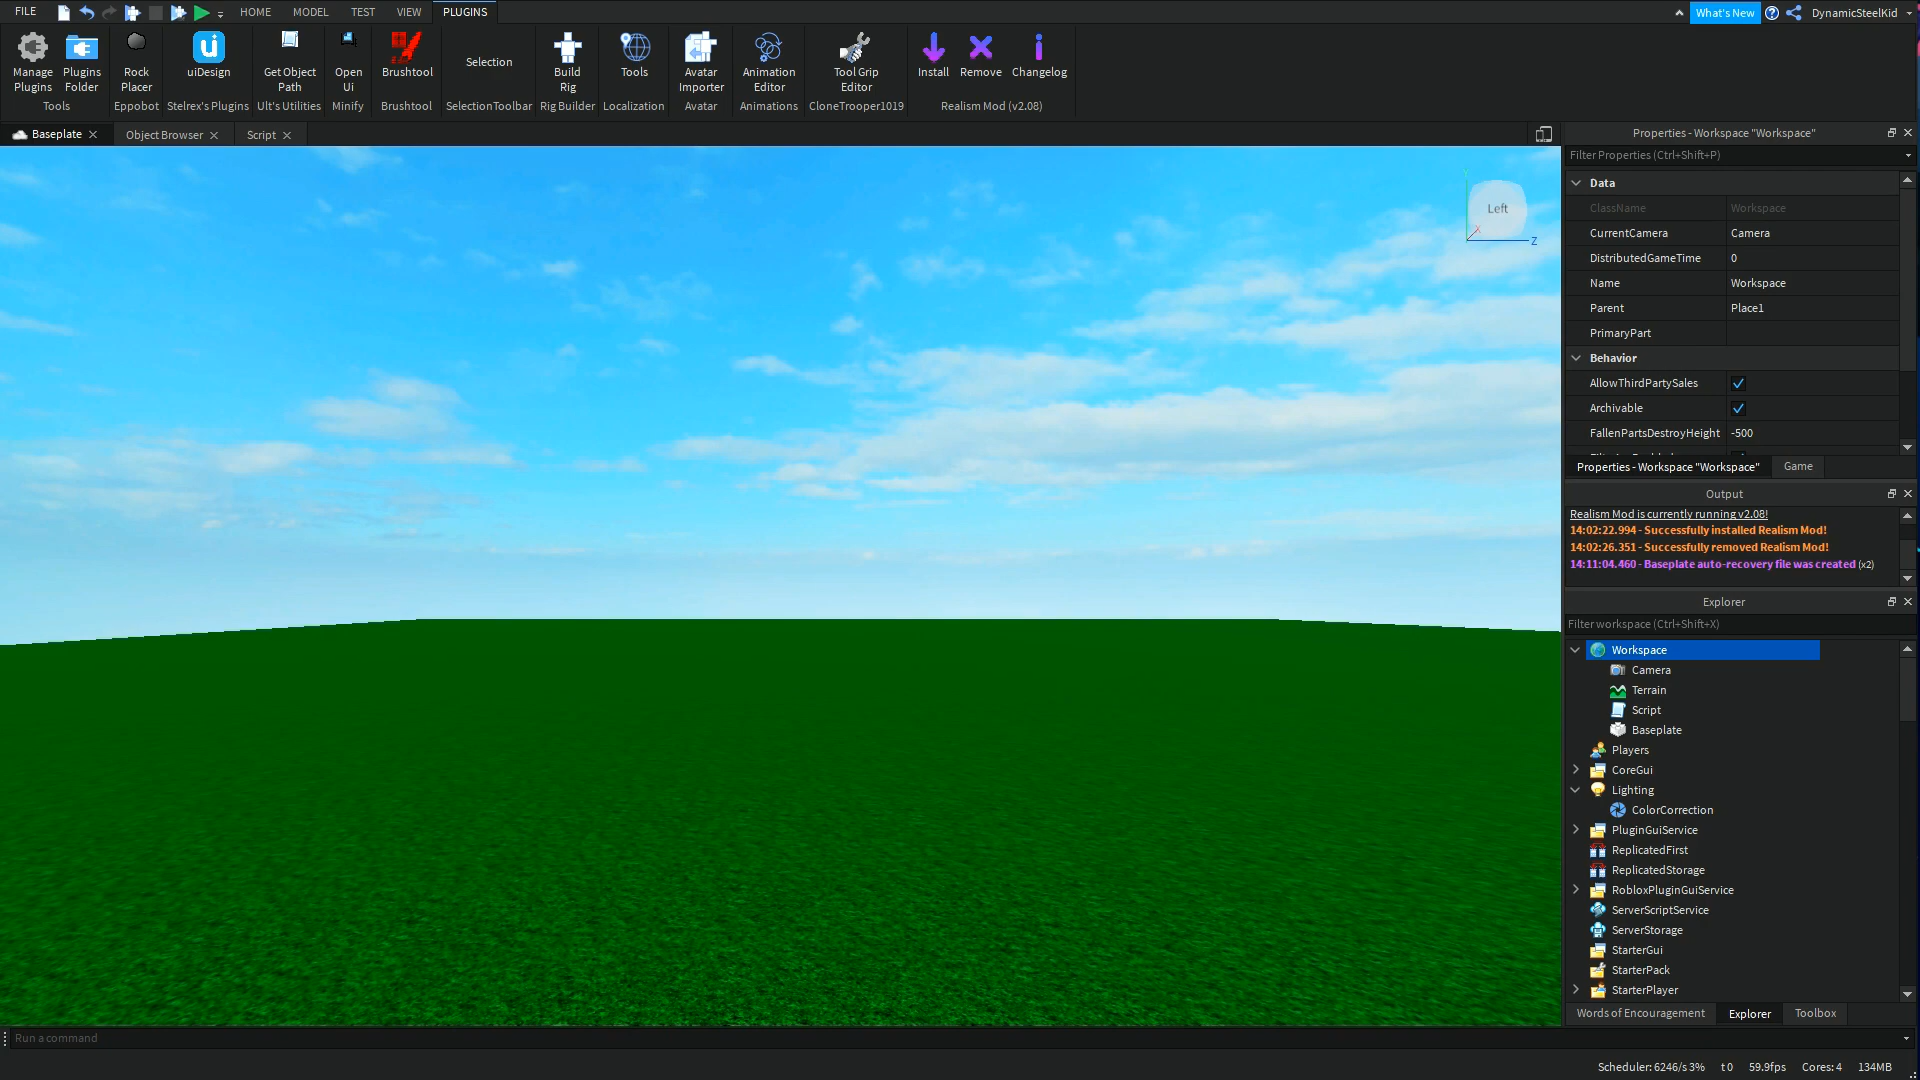 FILE HOME MODEL TEST VIEW PLUGINS What's New DynamicSteelKid
Manage Plugins
Plugins Folder
Tools
Rock Placer
Eppobot
uiDesign
Stelrex's Plugins
Get Object Path
Ult's Utilities
Open Ui
Minify
Brushtool
Brushtool
Selection
SelectionToolbar
Build Rig
Rig Builder
Tools
Localization
Avatar Importer
Avatar
Animation Editor
Animations
Tool Grip Editor
CloneTrooper1019
Install
Remove
Changelog
Realism Mod (v2.08)
Baseplate
Object Browser
Script
Left
Y
X
Z
Properties - Workspace "Workspace"
Filter Properties (Ctrl+Shift+P)
Data
ClassName Workspace
CurrentCamera Camera
DistributedGameTime 0
Name Workspace
Parent Place1
PrimaryPart
Behavior
AllowThirdPartySales
Archivable
FallenPartsDestroyHeight -500
Properties - Workspace "Workspace" Game
Output
Realism Mod is currently running v2.08!
14:02:22.994 - Successfully installed Realism Mod!
14:02:26.351 - Successfully removed Realism Mod!
14:11:04.460 - Baseplate auto-recovery file was created (x2)
Explorer
Filter workspace (Ctrl+Shift+X)
Workspace
Camera
Terrain
Script
Baseplate
Players
CoreGui
Lighting
ColorCorrection
PluginGuiService
ReplicatedFirst
ReplicatedStorage
RobloxPluginGuiService
ServerScriptService
ServerStorage
StarterGui
StarterPack
StarterPlayer
Words of Encouragement Explorer Toolbox
Run a command
Scheduler: 6246/s 3% t 0 59.9fps Cores: 4 134MB